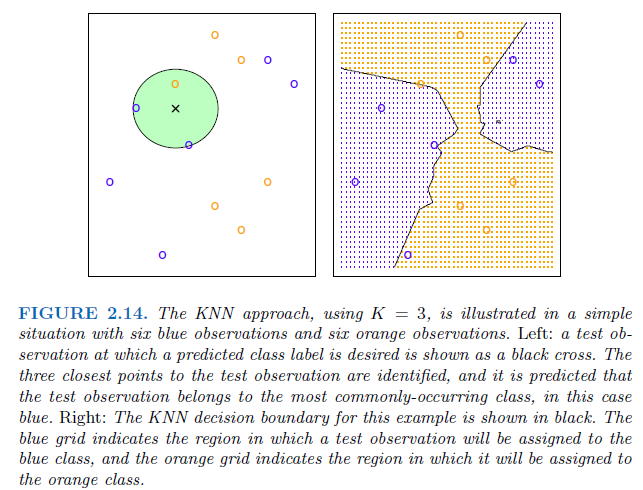 FIGURE 2.14. The KNN approach, using K = 3, is illustrated in a simple
situation with six blue observations and six orange observations. Left: a test ob-
servation at which a predicted class label is desired is shown as a black cross. The
three closest points to the test observation are identified, and it is predicted that
the test observation belongs to the most commonly-occurring class, in this case
blue. Right: The KNN decision boundary for this example is shown in black. The
blue grid indicates the region in which a test observation will be assigned to the
blue class, and the orange grid indicates the region in which it will be assigned to
the orange class.